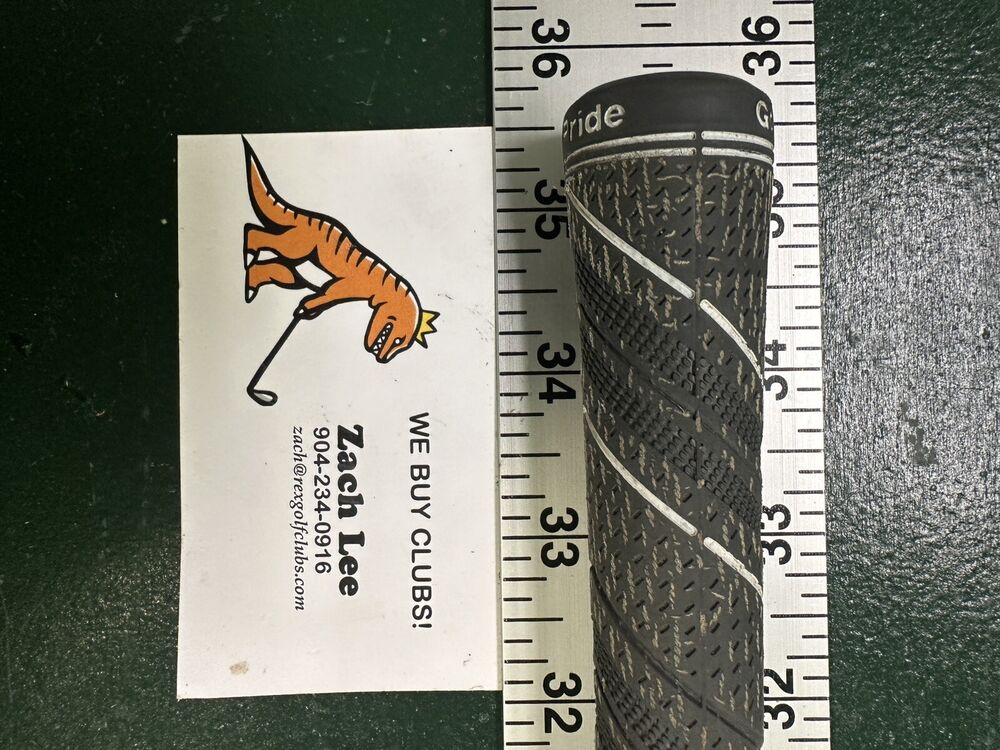 WE BUY CLUBS!
Zach Lee
904-234-0916
zach@rexgolfclubs.com
ride
G
36 36
35
34 34
33 33
32 32